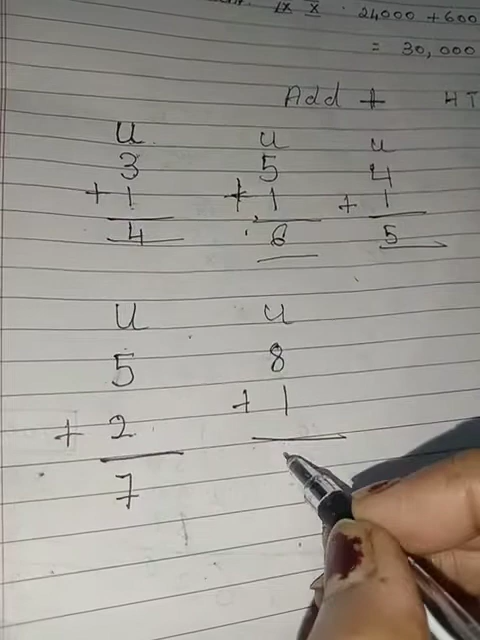 24000 + 600
= 30,000
Add + HT
u u u
3 5 4
+ 1 + 1 + 1
4 6 5
u u
5 8
+ 2 + 1
7